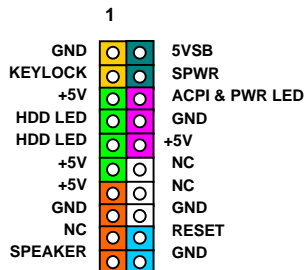 1
GND 5VSB
KEYLOCK SPWR
+5V ACPI & PWR LED
HDD LED GND
HDD LED +5V
+5V NC
+5V NC
GND GND
NC RESET
SPEAKER GND